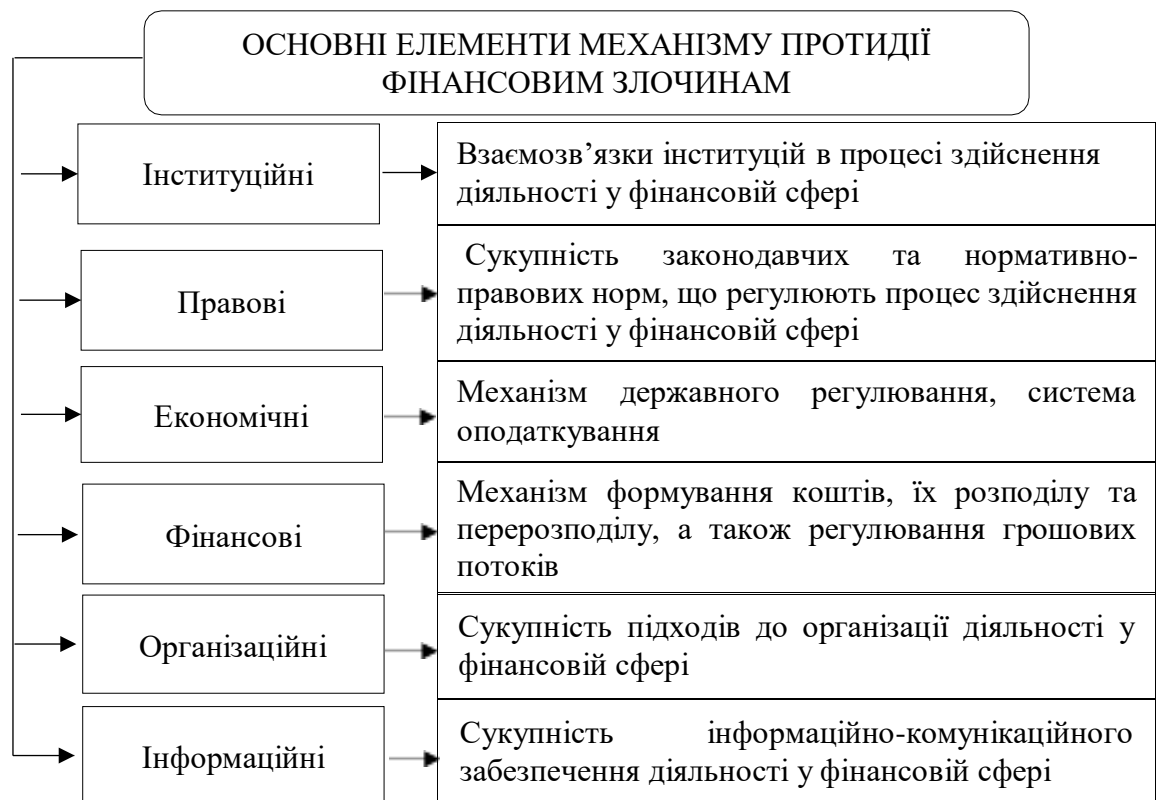 ОСНОВНІ ЕЛЕМЕНТИ МЕХАНІЗМУ ПРОТИДІЇ
ФІНАНСОВИМ ЗЛОЧИНАМ
Інституційні
Взаємозв’язки інституцій в процесі здійснення
діяльності у фінансовій сфері
Правові
Сукупність законодавчих та нормативно-
правових норм, що регулюють процес здійснення
діяльності у фінансовій сфері
Економічні
Механізм державного регулювання, система
оподаткування
Фінансові
Механізм формування коштів, їх розподілу та
перерозподілу, а також регулювання грошових
потоків
Організаційні
Сукупність підходів до організації діяльності у
фінансовій сфері
Інформаційні
Сукупність інформаційно-комунікаційного
забезпечення діяльності у фінансовій сфері